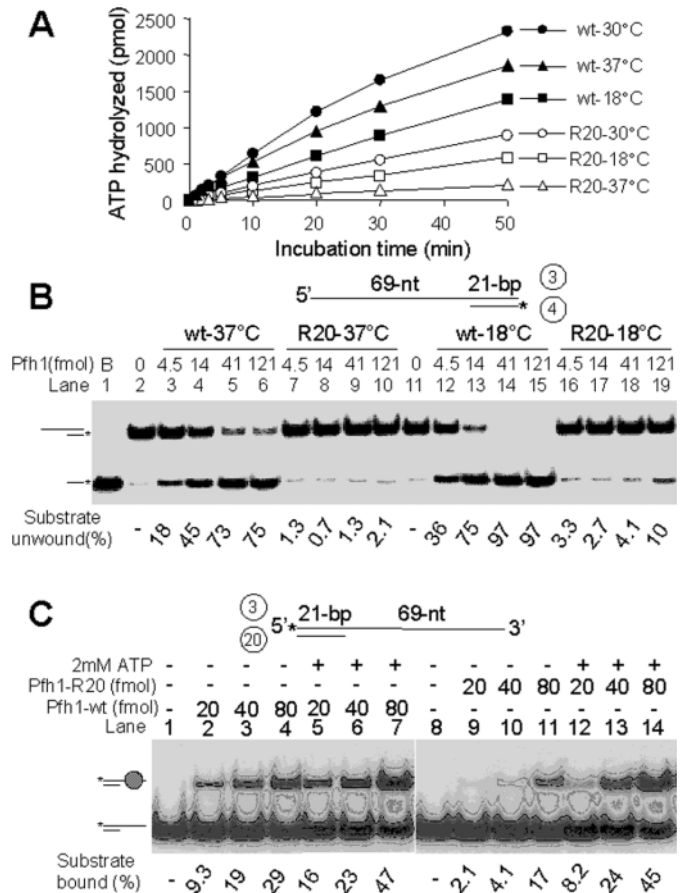 A
ATP hydrolyzed (pmol)
2500
2000
1500
1000
500
0
0 10 20 30 40 50
Incubation time (min)
wt-30°C
wt-37°C
wt-18°C
R20-30°C
R20-18°C
R20-37°C
B
5' 69-nt 21-bp * 3 4
wt-37°C R20-37°C wt-18°C R20-18°C
Pfh1(fmol) B 0 4.5 14 41 121 4.5 14 41 121 0 4.5 14 41 121 4.5 14 41 121
Lane 1 2 3 4 5 6 7 8 9 10 11 12 13 14 15 16 17 18 19
*
*
Substrate unwound(%) - 18 45 73 75 1.3 0.7 1.3 2.1 - 36 75 97 97 3.3 2.7 4.1 10
C
3 20 5'* 21-bp 69-nt 3'
2mM ATP - - - - + + + - - - - + + +
Pfh1-R20 (fmol) - - - - - - - - 20 40 80 20 40 80
Pfh1-wt (fmol) - 20 40 80 20 40 80 - - - - - - -
Lane 1 2 3 4 5 6 7 8 9 10 11 12 13 14
*
*
Substrate bound (%) - 9.3 19 29 16 23 47 - 2.1 4.1 17 8.2 24 45